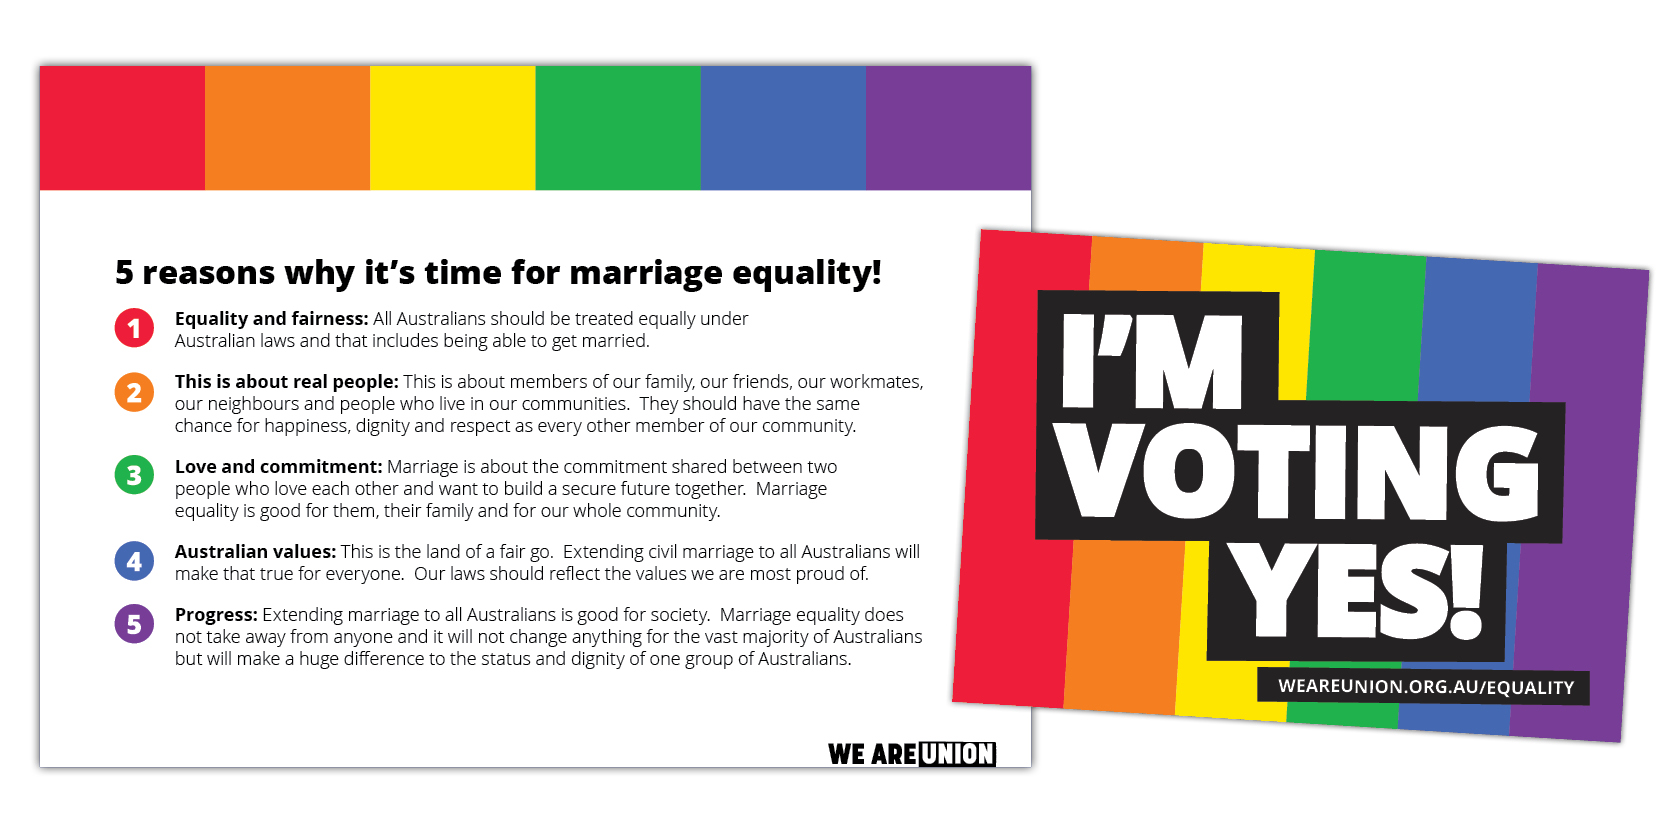 5 reasons why it’s time for marriage equality!
1
Equality and fairness: All Australians should be treated equally under
Australian laws and that includes being able to get married.
2
This is about real people: This is about members of our family, our friends, our workmates,
our neighbours and people who live in our communities.  They should have the same
chance for happiness, dignity and respect as every other member of our community.
3
Love and commitment: Marriage is about the commitment shared between two
people who love each other and want to build a secure future together.  Marriage
equality is good for them, their family and for our whole community.
4
Australian values: This is the land of a fair go.  Extending civil marriage to all Australians will
make that true for everyone.  Our laws should reflect the values we are most proud of.
5
Progress: Extending marriage to all Australians is good for society.  Marriage equality does
not take away from anyone and it will not change anything for the vast majority of Australians
but will make a huge difference to the status and dignity of one group of Australians.
WE ARE UNION
I’M
VOTING
YES!
WEAREUNION.ORG.AU/EQUALITY